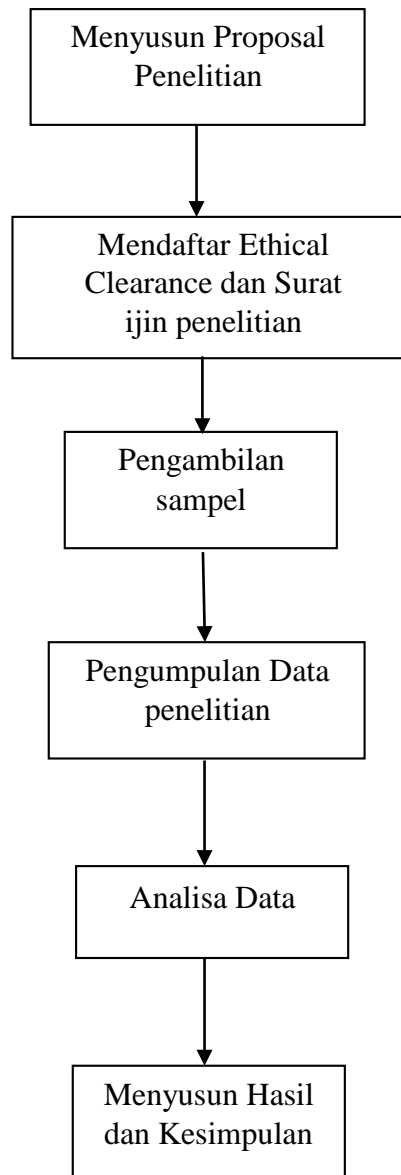 Menyusun Proposal
Penelitian
Mendaftar Ethical
Clearance dan Surat
ijin penelitian
Pengambilan
sampel
Pengumpulan Data
penelitian
Analisa Data
Menyusun Hasil
dan Kesimpulan